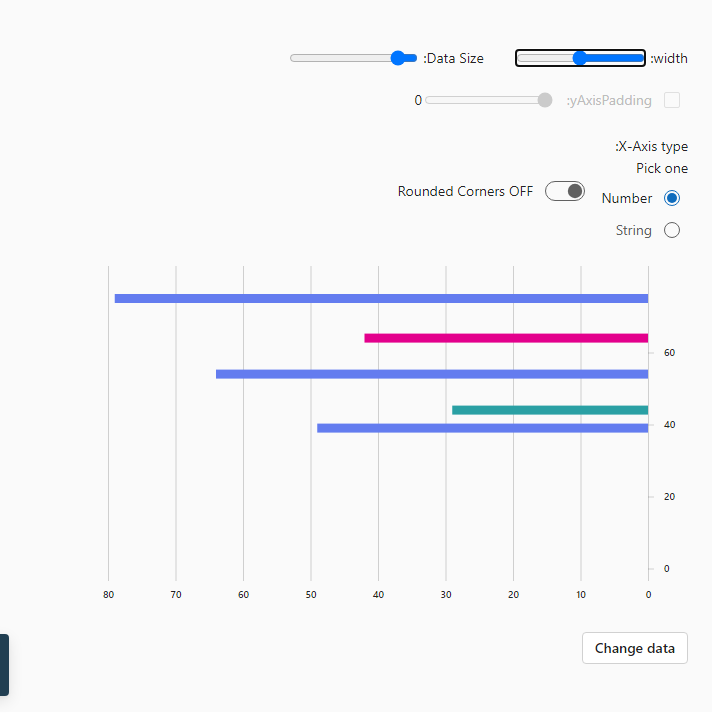 :width
:Data Size
:yAxisPadding
0
:X-Axis type
Pick one
Number
String
Rounded Corners OFF
60
40
20
0
80 70 60 50 40 30 20 10 0
Change data